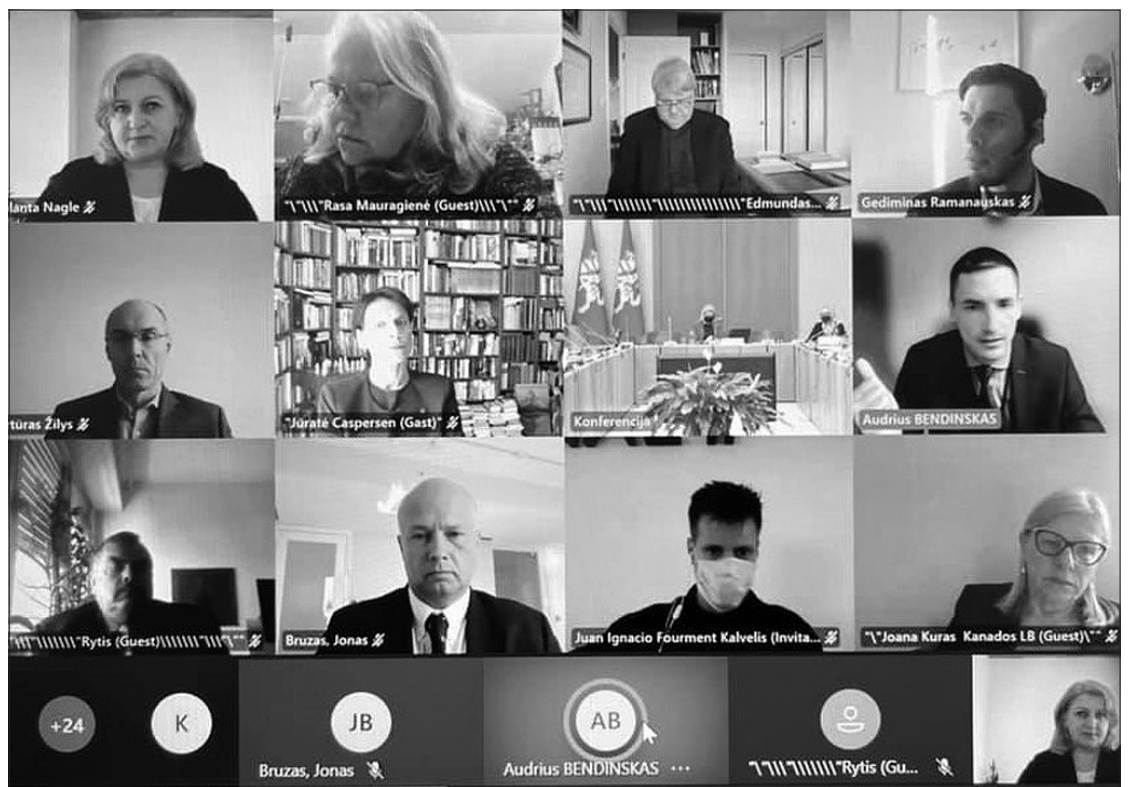 lanta Nagle
"\"\\\"Rasa Mauragienė (Guest)\\\"\""
"\"\\\"\\\\\\\"\\\\\\\\\\\\\\\"Edmundas...
Gediminas Ramanauskas
tūras Žilys
"Jūratė Caspersen (Gast)"
Konferencija
Audrius BENDINSKAS
Rytis (Guest)
Bruzas, Jonas
Juan Ignacio Fourment Kalvelis (Invita...
"\"Joana Kuras Kanados LB (Guest)\""
+24
K
JB
AB
Bruzas, Jonas
Audrius BENDINSKAS ...
"Rytis (Gu...